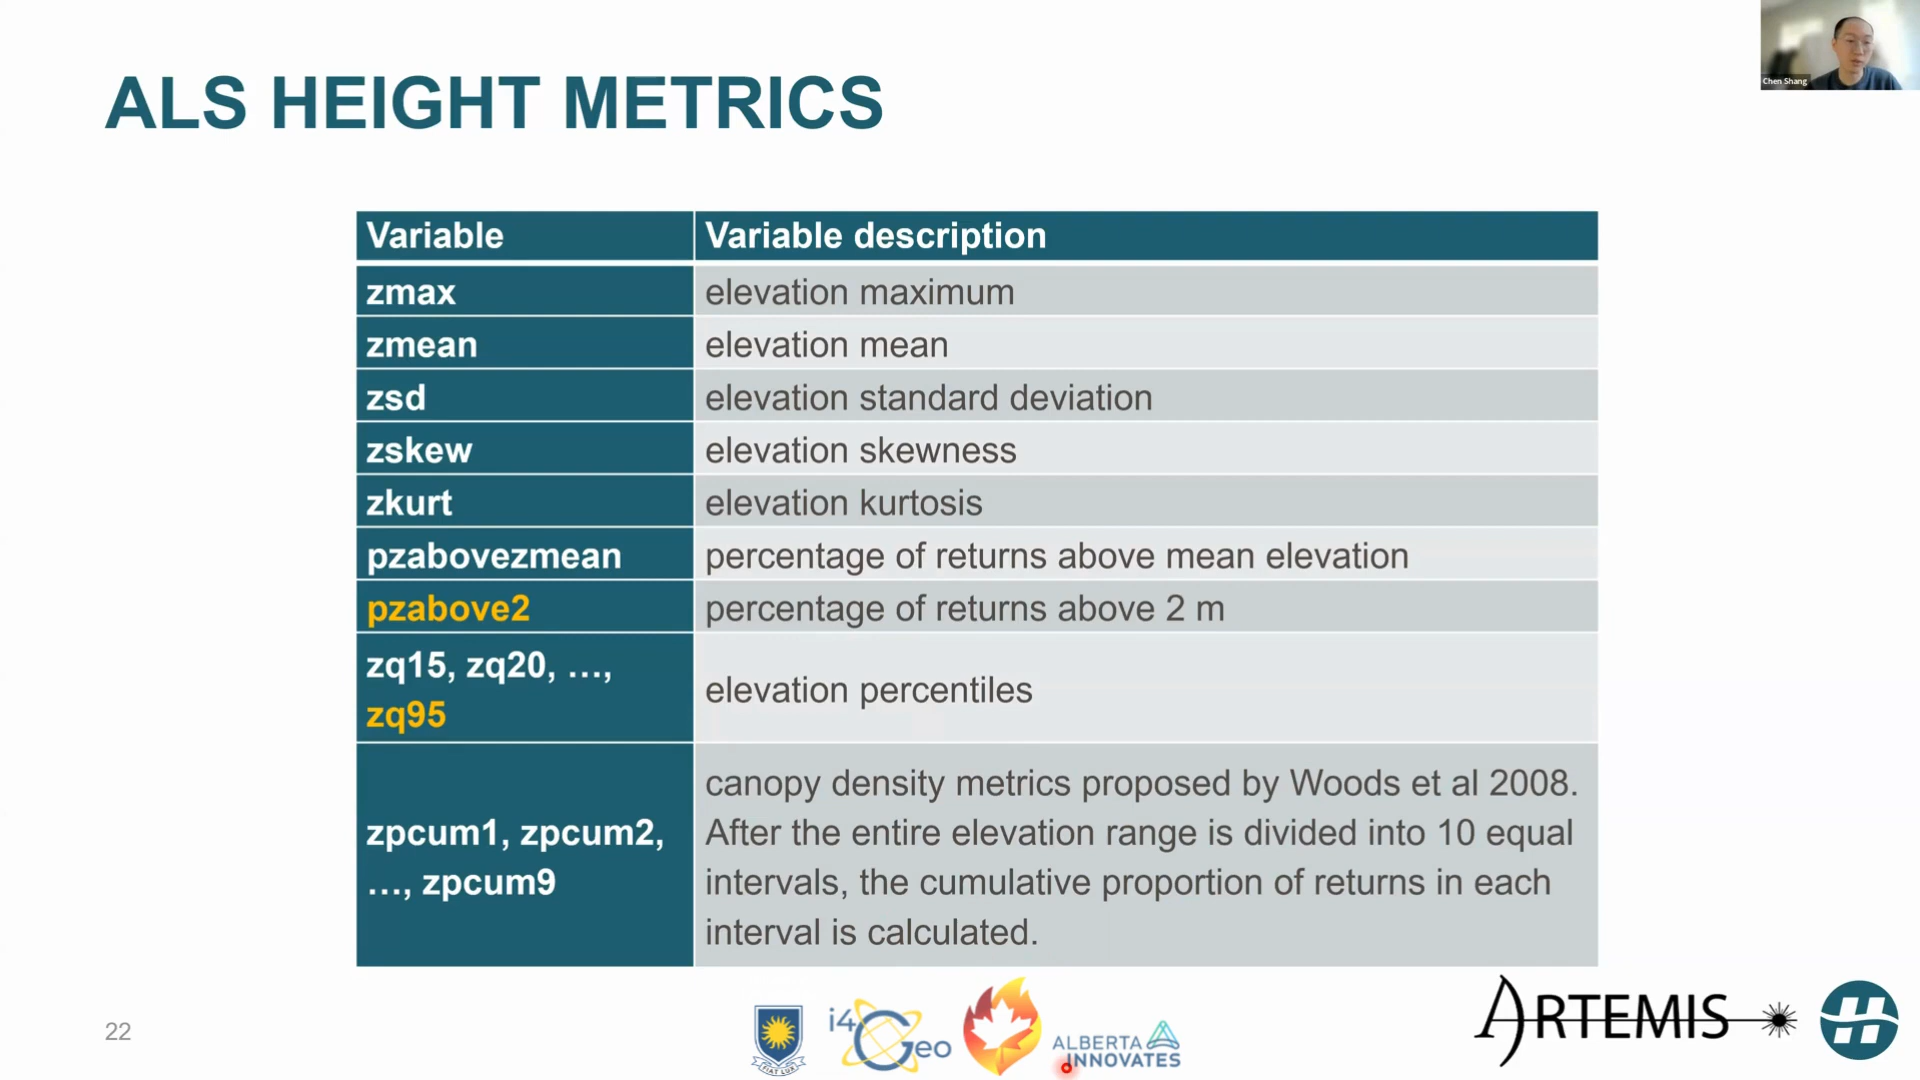 Chen Shang
ALS HEIGHT METRICS
Variable
Variable description
zmax
elevation maximum
zmean
elevation mean
zsd
elevation standard deviation
zskew
elevation skewness
zkurt
elevation kurtosis
pzabovezmean
percentage of returns above mean elevation
pzabove2
percentage of returns above 2 m
zq15, zq20, …,
zq95
elevation percentiles
zpcum1, zpcum2,
…, zpcum9
canopy density metrics proposed by Woods et al 2008.
After the entire elevation range is divided into 10 equal
intervals, the cumulative proportion of returns in each
interval is calculated.
22
FIAT LUX
i4Geo
ALBERTA
INNOVATES
ARTEMIS
H